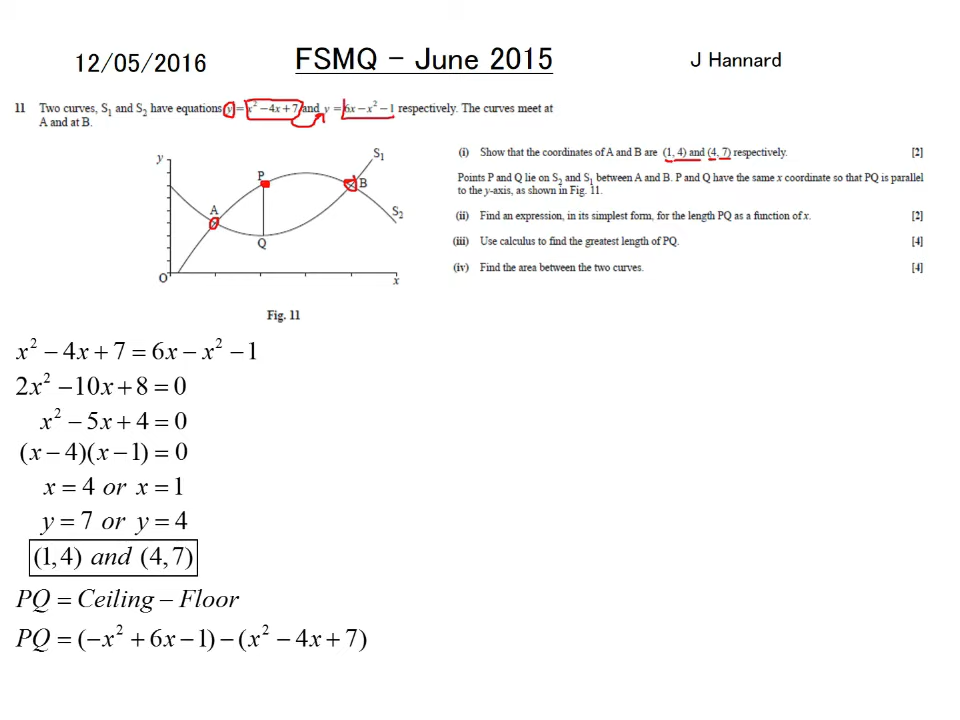 12/05/2016
FSMQ - June 2015
J Hannard
11 Two curves, S₁ and S₂ have equations y = x² − 4x + 7 and y = 6x − x² − 1 respectively. The curves meet at
A and at B.
y
S₁
P
B
A
S₂
Q
O
x
Fig. 11
(i) Show that the coordinates of A and B are (1, 4) and (4, 7) respectively. [2]
Points P and Q lie on S₂ and S₁ between A and B. P and Q have the same x coordinate so that PQ is parallel
to the y-axis, as shown in Fig. 11.
(ii) Find an expression, in its simplest form, for the length PQ as a function of x. [2]
(iii) Use calculus to find the greatest length of PQ. [4]
(iv) Find the area between the two curves. [4]
x² − 4x + 7 = 6x − x² − 1
2x² − 10x + 8 = 0
x² − 5x + 4 = 0
(x − 4)(x − 1) = 0
x = 4 or x = 1
y = 7 or y = 4
(1, 4) and (4, 7)
PQ = Ceiling − Floor
PQ = (−x² + 6x − 1) − (x² − 4x + 7)